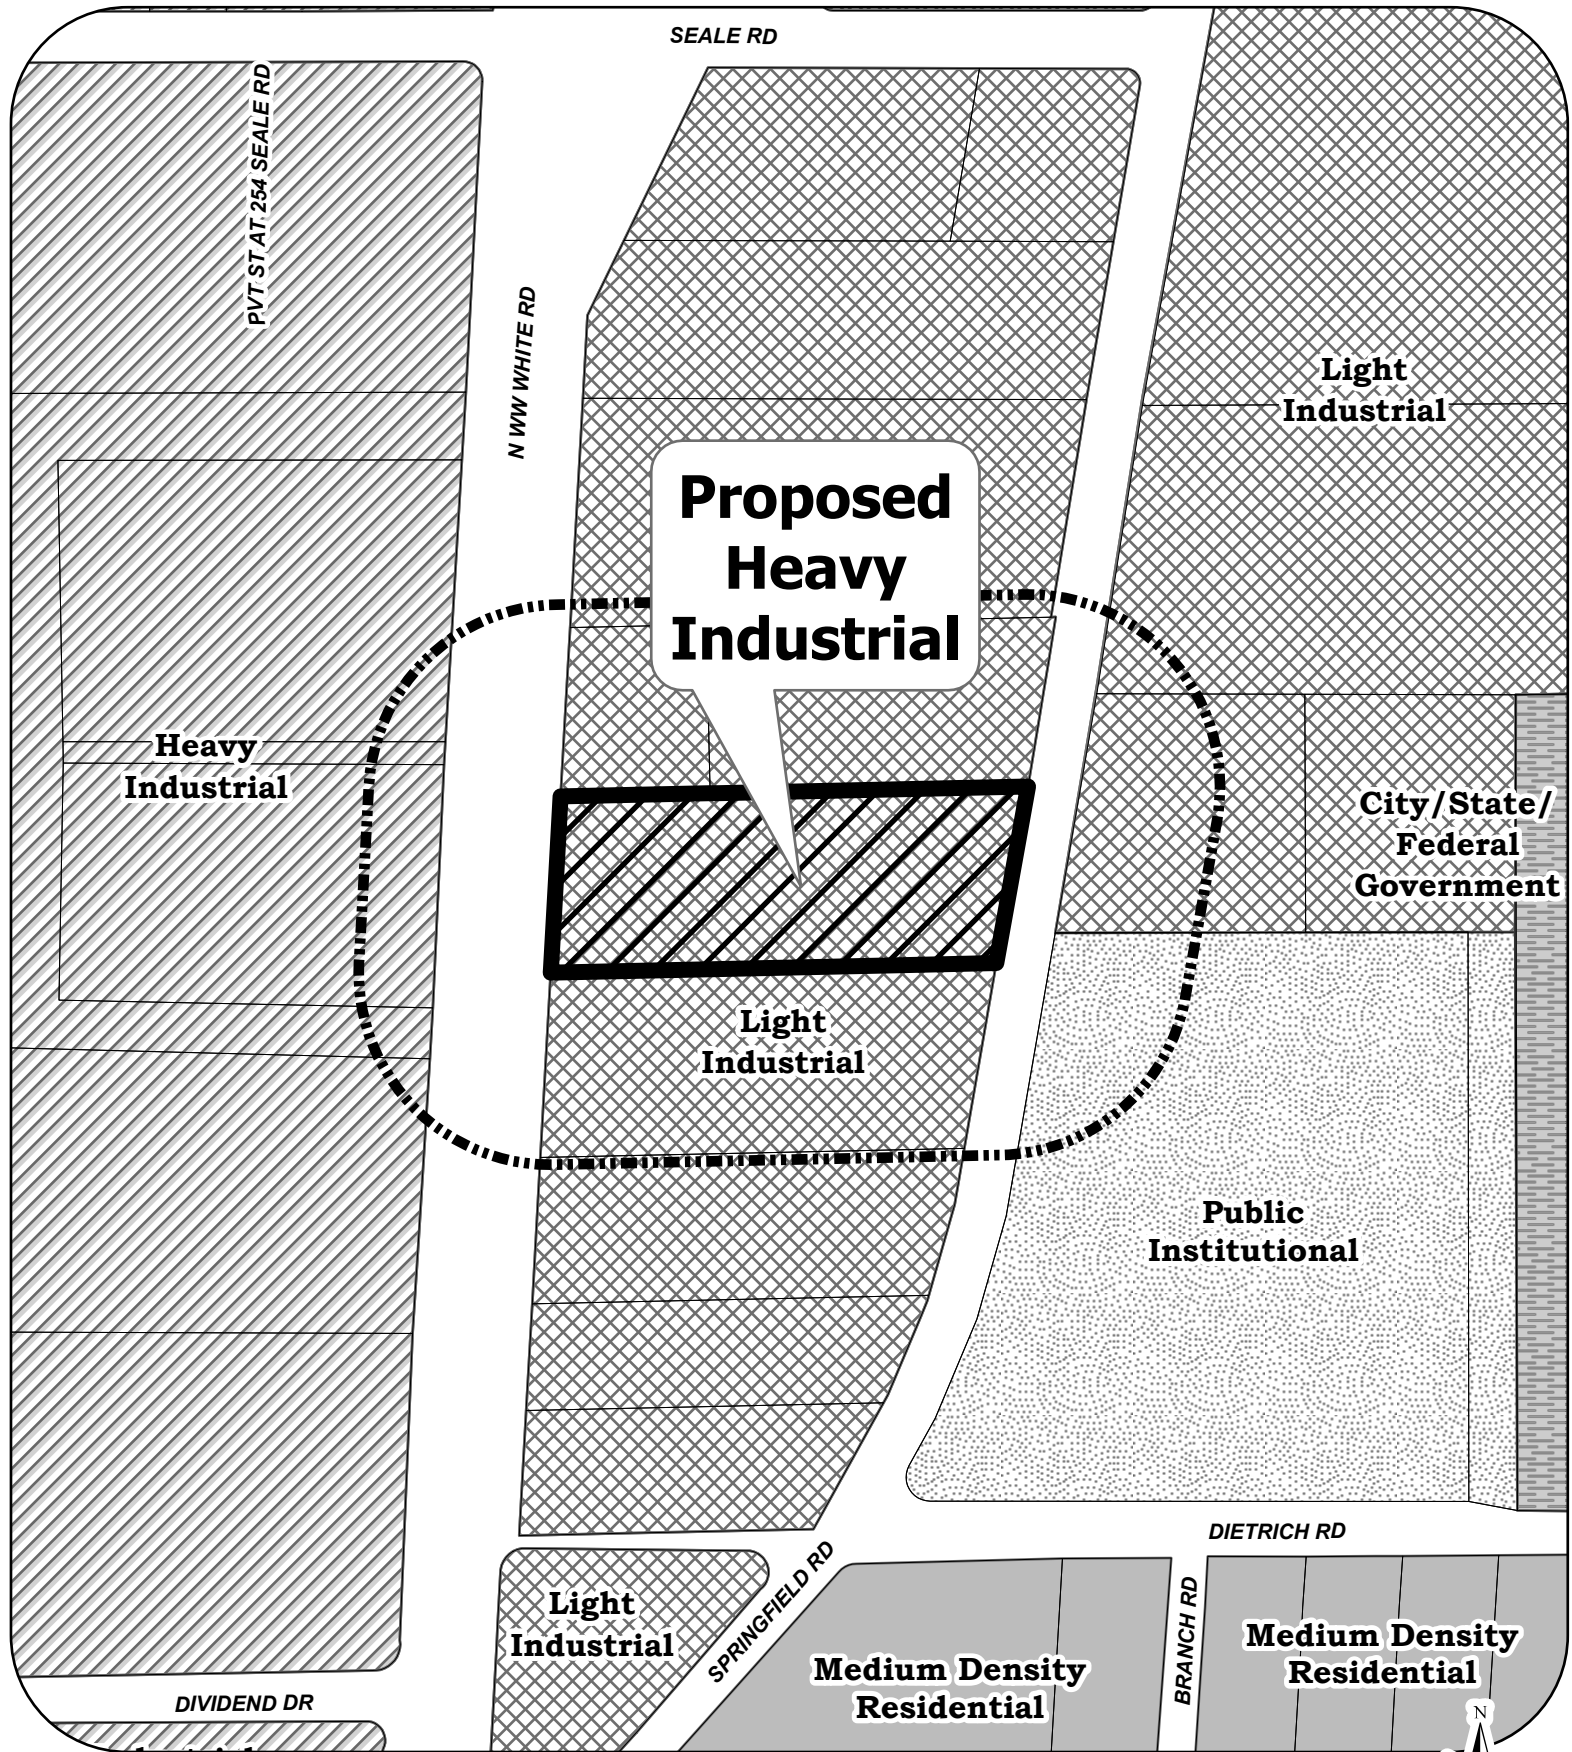 SEALE RD
PVT ST AT 254 SEALE RD
N WW WHITE RD
Light
Industrial
Proposed
Heavy
Industrial
Heavy
Industrial
City/State/
Federal
Government
Light
Industrial
Public
Institutional
DIETRICH RD
Light
Industrial
SPRINGFIELD RD
BRANCH RD
Medium Density
Residential
Medium Density
Residential
DIVIDEND DR
N